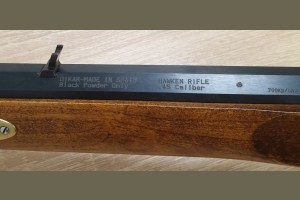 DIKAR-MADE IN SPAIN
Black Powder Only
HAWKEN RIFLE
45 Caliber